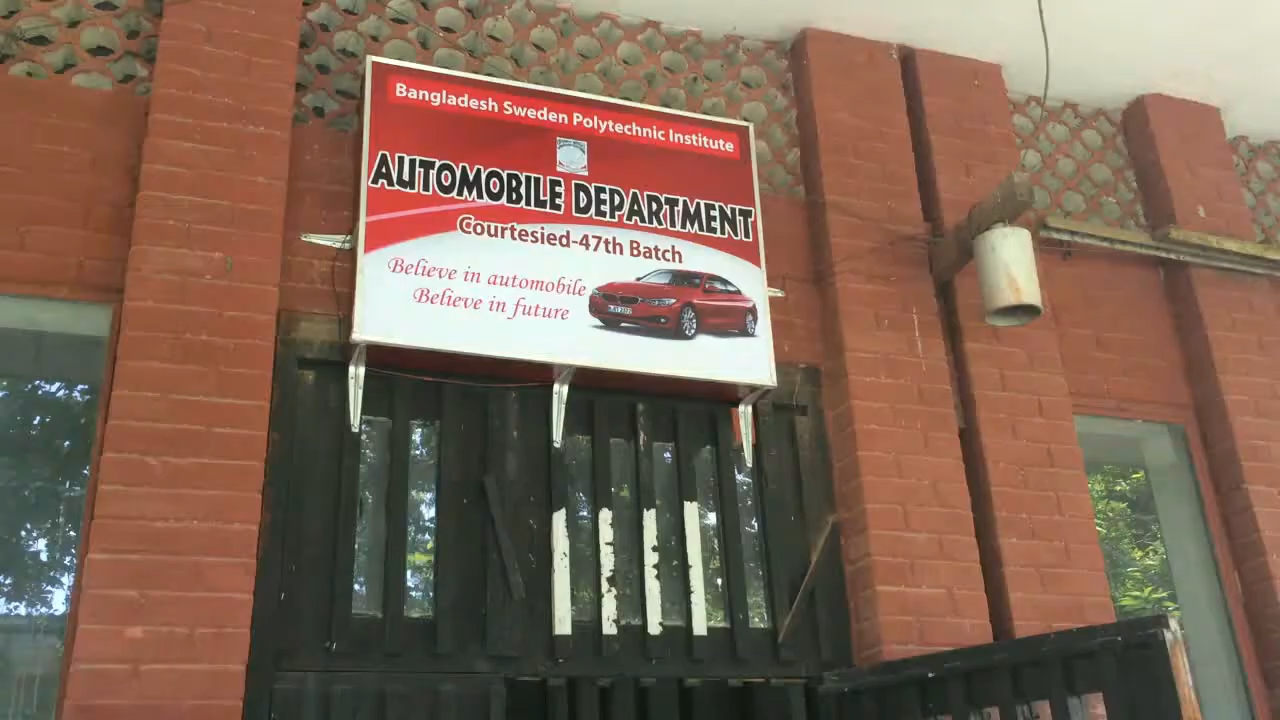 Bangladesh Sweden Polytechnic Institute
AUTOMOBILE DEPARTMENT
Courtesied-47th Batch
Believe in automobile
Believe in future